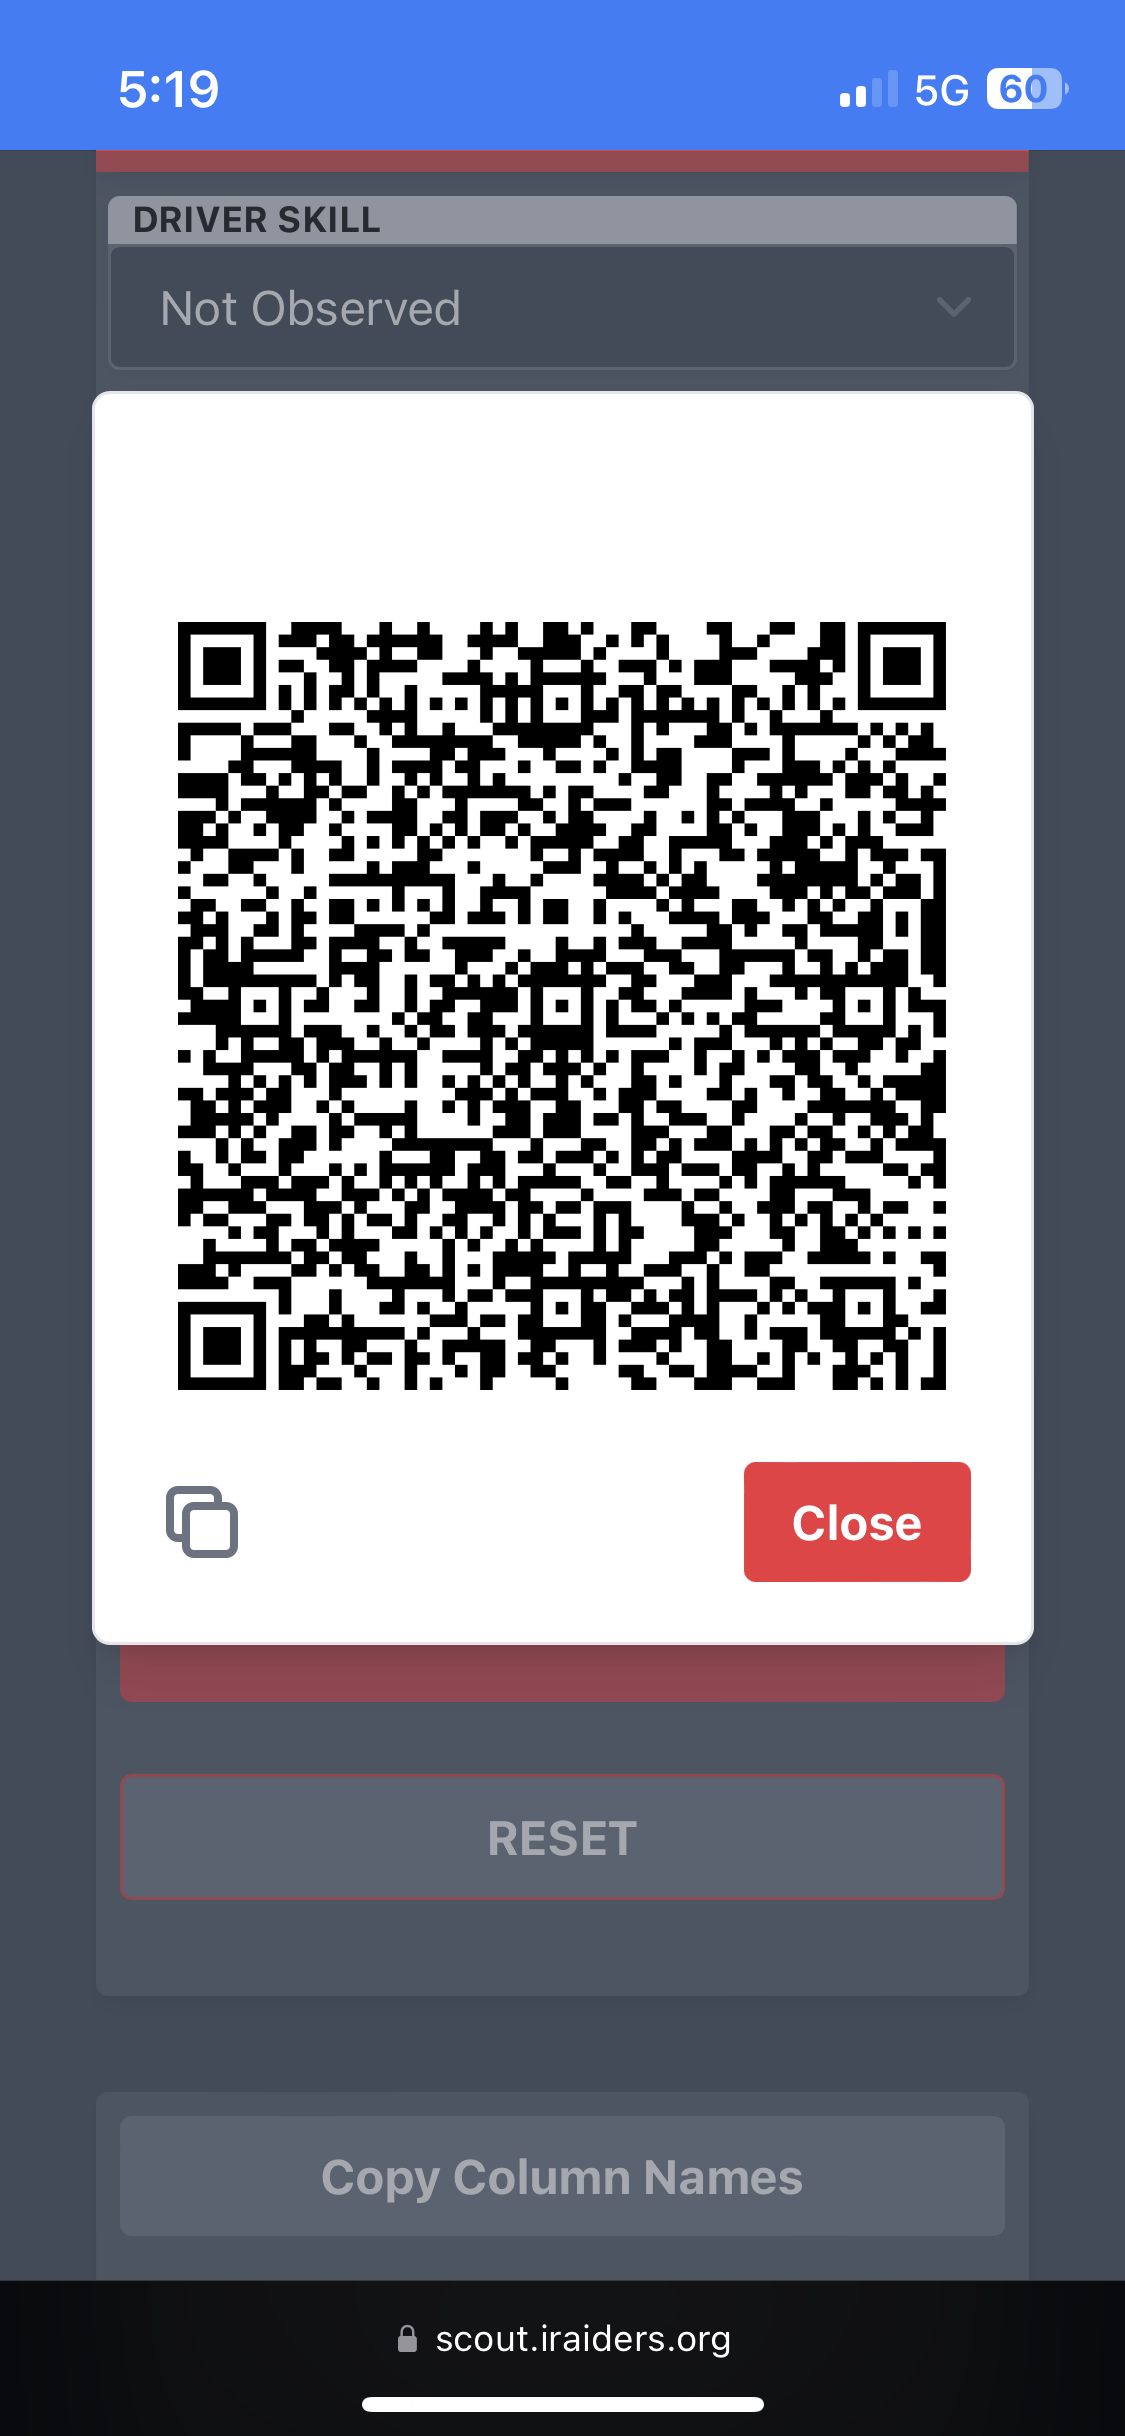 5:19
5G
60
DRIVER SKILL
Not Observed
Close
RESET
Copy Column Names
scout.iraiders.org